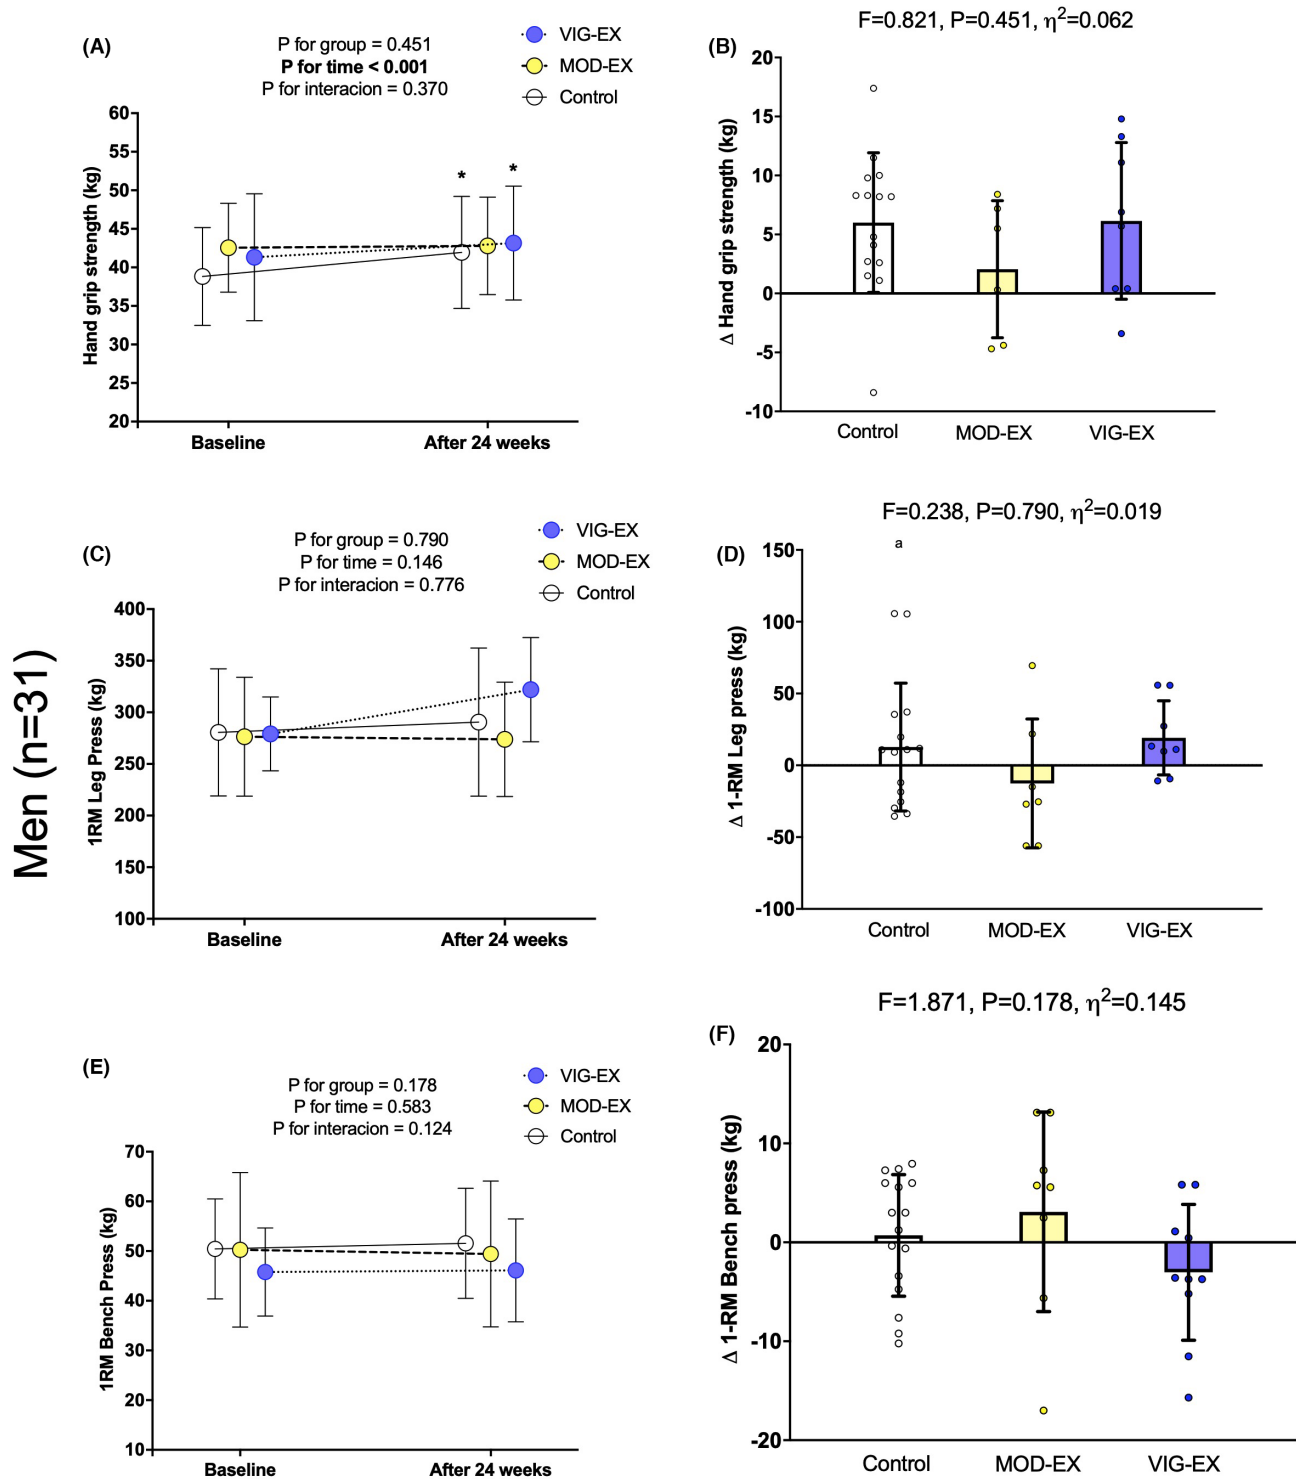 Men (n=31)
(A)
P for group = 0.451
P for time < 0.001
P for interacion = 0.370
VIG-EX
MOD-EX
Control
Hand grip strength (kg)
60
55
50
45
40
35
30
25
20
*
*
Baseline
After 24 weeks
(B)
F=0.821, P=0.451, η²=0.062
Δ Hand grip strength (kg)
20
15
10
5
0
-5
-10
Control
MOD-EX
VIG-EX
(C)
P for group = 0.790
P for time = 0.146
P for interacion = 0.776
VIG-EX
MOD-EX
Control
1RM Leg Press (kg)
400
350
300
250
200
150
100
Baseline
After 24 weeks
(D)
F=0.238, P=0.790, η²=0.019
a
Δ 1-RM Leg press (kg)
150
100
50
0
-50
-100
Control
MOD-EX
VIG-EX
(E)
P for group = 0.178
P for time = 0.583
P for interacion = 0.124
VIG-EX
MOD-EX
Control
1RM Bench Press (kg)
70
60
50
40
30
20
10
Baseline
After 24 weeks
(F)
F=1.871, P=0.178, η²=0.145
Δ 1-RM Bench press (kg)
20
10
0
-10
-20
Control
MOD-EX
VIG-EX